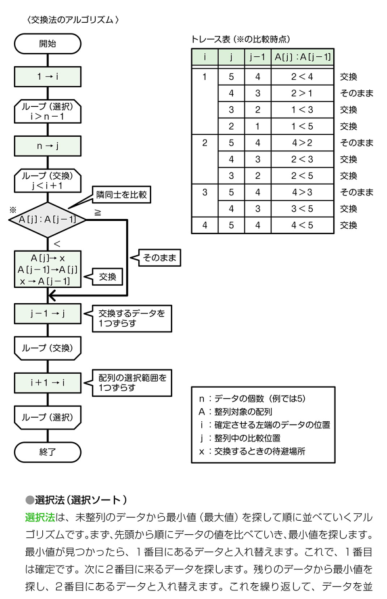 〈交換法のアルゴリズム〉
開始
1→i
ループ(選択)
i>n−1
n→j
ループ(交換)
j<i+1
隣同士を比較
※
A[j]:A[j−1]
≧
<
そのまま
A[j]→x
A[j−1]→A[j]
x→A[j−1]
交換
j−1→j
交換するデータを
1つずらす
ループ(交換)
i+1→i
配列の選択範囲を
1つずらす
ループ(選択)
終了
トレース表(※の比較時点)
i j j−1 A[j]:A[j−1]
1 5 4 2<4 交換
4 3 2>1 そのまま
3 2 1<3 交換
2 1 1<5 交換
2 5 4 4>2 そのまま
4 3 2<3 交換
3 2 2<5 交換
3 5 4 4>3 そのまま
4 3 3<5 交換
4 5 4 4<5 交換
n:データの個数(例では5)
A:整列対象の配列
i:確定させる左端のデータの位置
j:整列中の比較位置
x:交換するときの待避場所
●選択法(選択ソート)
選択法は、未整列のデータから最小値(最大値)を探して順に並べていくアル
ゴリズムです。まず、先頭から順にデータの値を比べていき、最小値を探します。
最小値が見つかったら、1番目にあるデータと入れ替えます。これで、1番目
は確定です。次に2番目に来るデータを探します。残りのデータから最小値を
探し、2番目にあるデータと入れ替えます。これを繰り返して、データを並